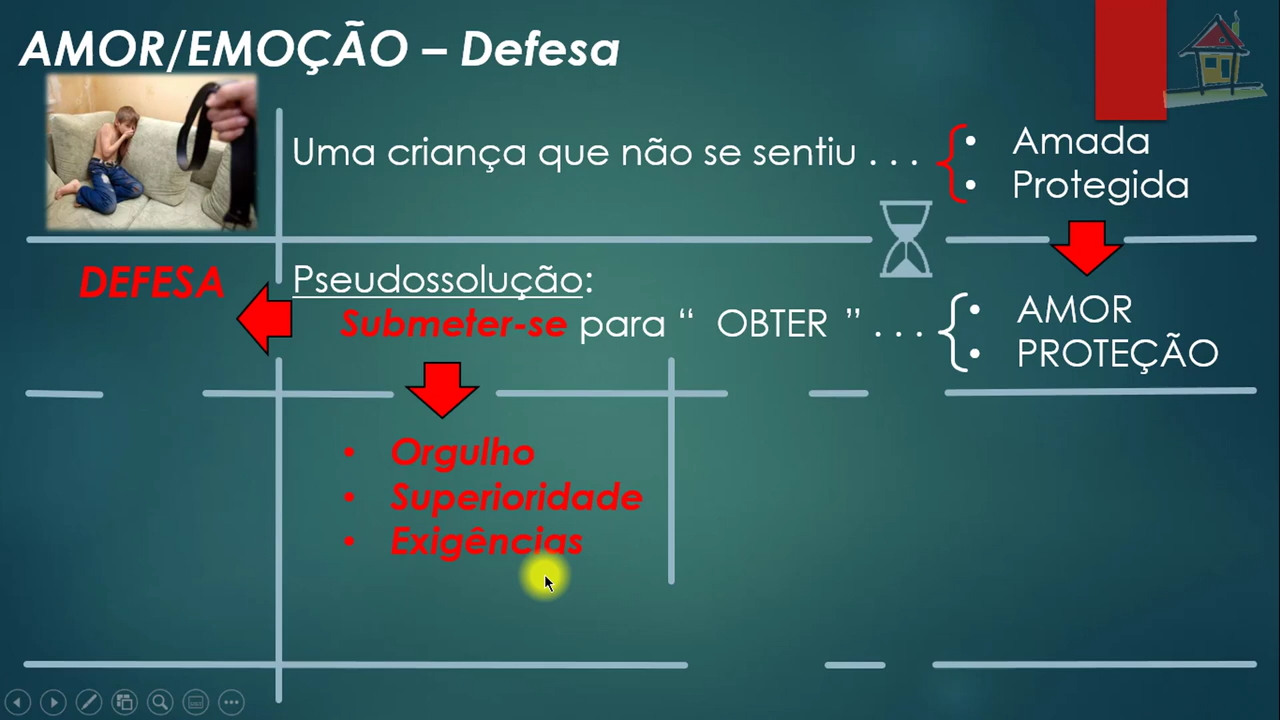 AMOR/EMOÇÃO – Defesa
Uma criança que não se sentiu . . .
• Amada
• Protegida
DEFESA
Pseudossolução:
Submeter-se para “ OBTER ” . . .
• AMOR
• PROTEÇÃO
• Orgulho
• Superioridade
• Exigências